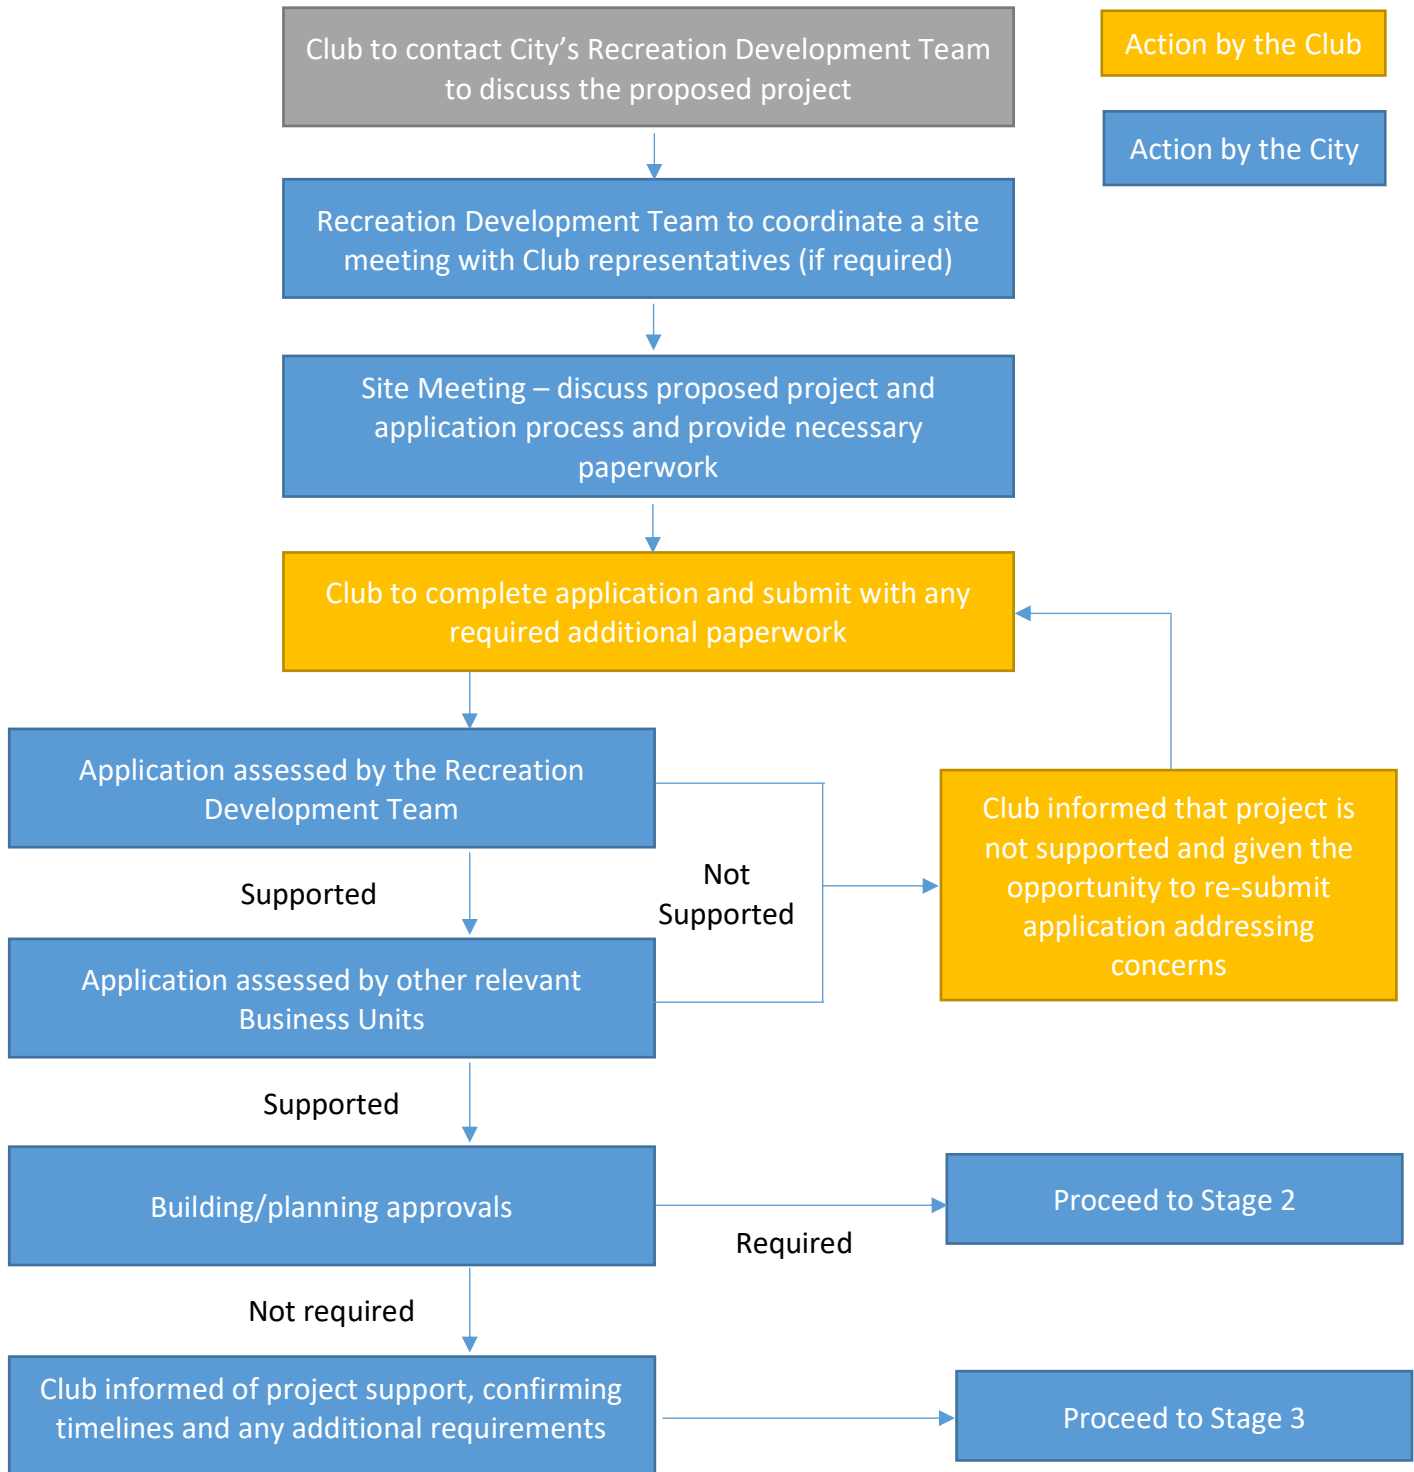 Club to contact City's Recreation Development Team
to discuss the proposed project
Action by the Club
Action by the City
Recreation Development Team to coordinate a site
meeting with Club representatives (if required)
Site Meeting – discuss proposed project and
application process and provide necessary
paperwork
Club to complete application and submit with any
required additional paperwork
Application assessed by the Recreation
Development Team
Supported
Not
Supported
Club informed that project is
not supported and given the
opportunity to re-submit
application addressing
concerns
Application assessed by other relevant
Business Units
Supported
Building/planning approvals
Required
Proceed to Stage 2
Not required
Club informed of project support, confirming
timelines and any additional requirements
Proceed to Stage 3